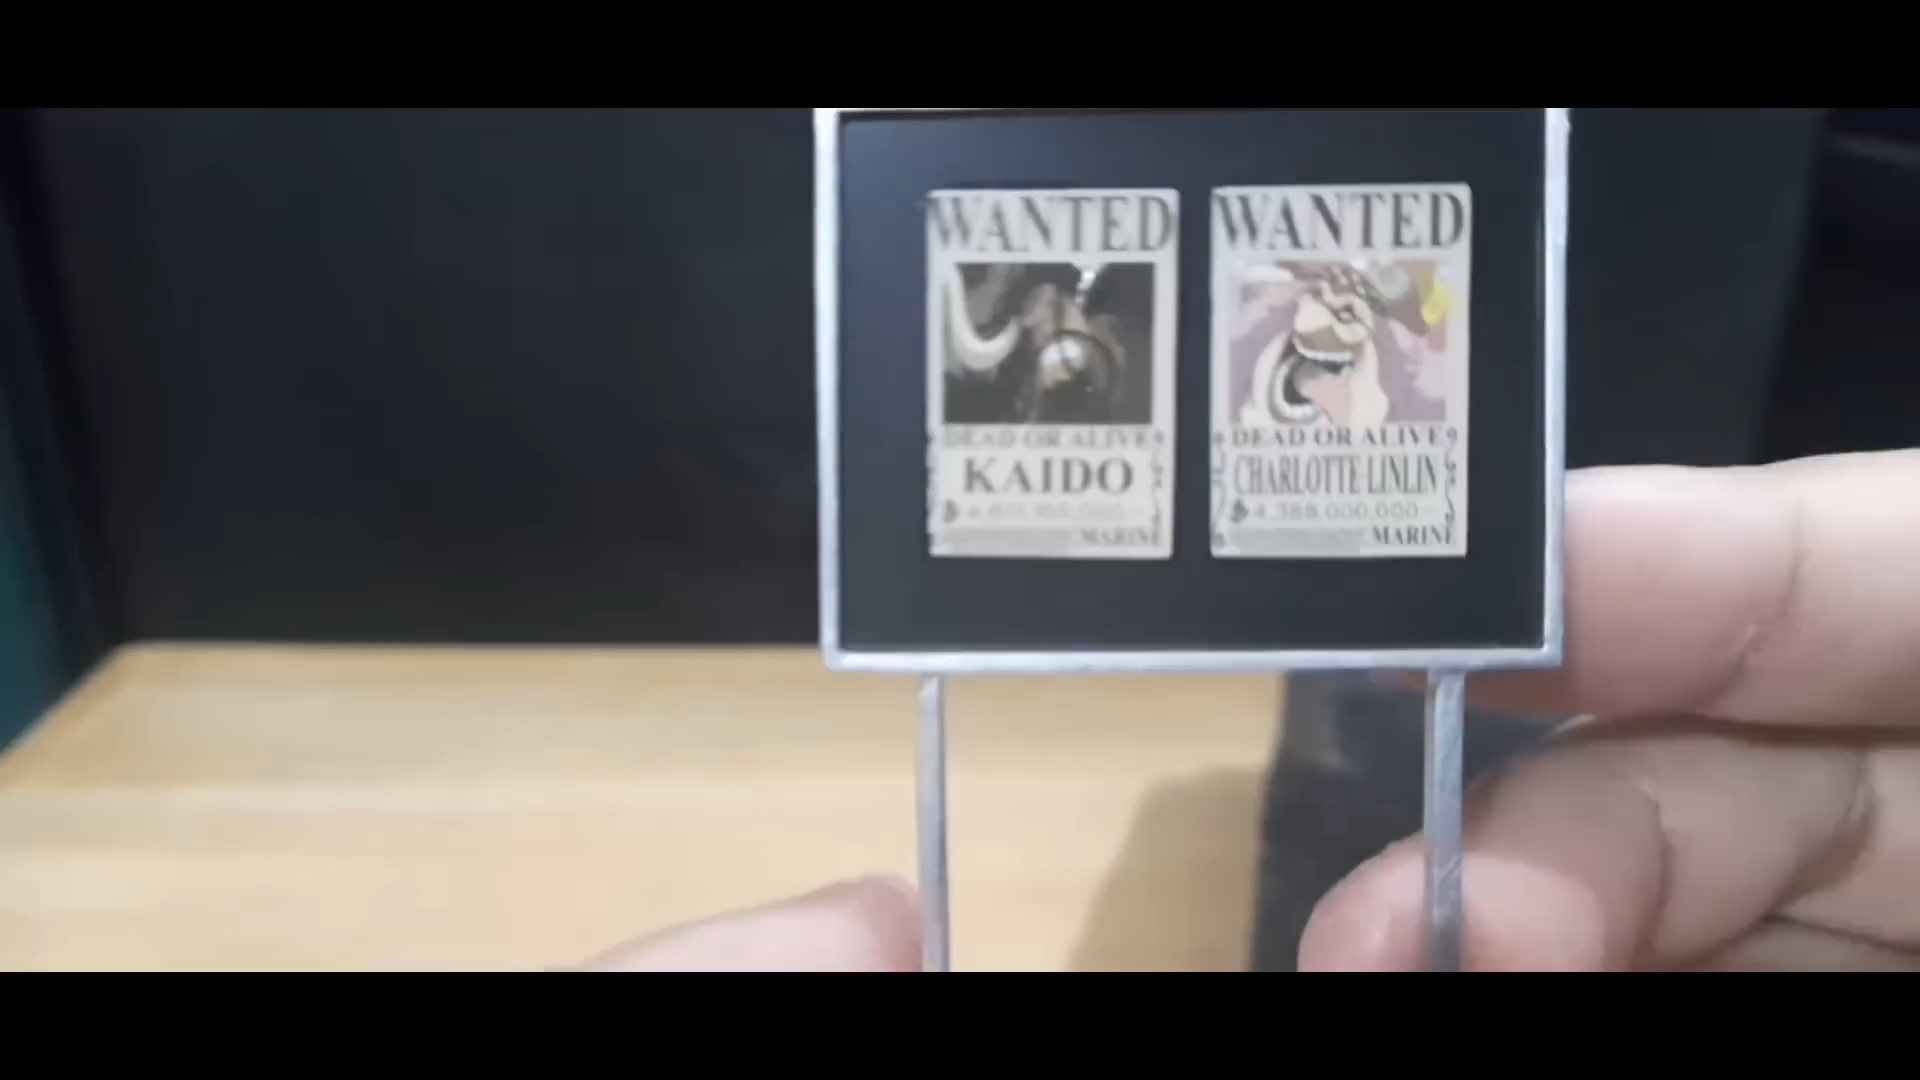 WANTED
DEAD OR ALIVE
KAIDO
MARINE
WANTED
DEAD OR ALIVE
CHARLOTTE LINLIN
4,388,000,000
MARINE